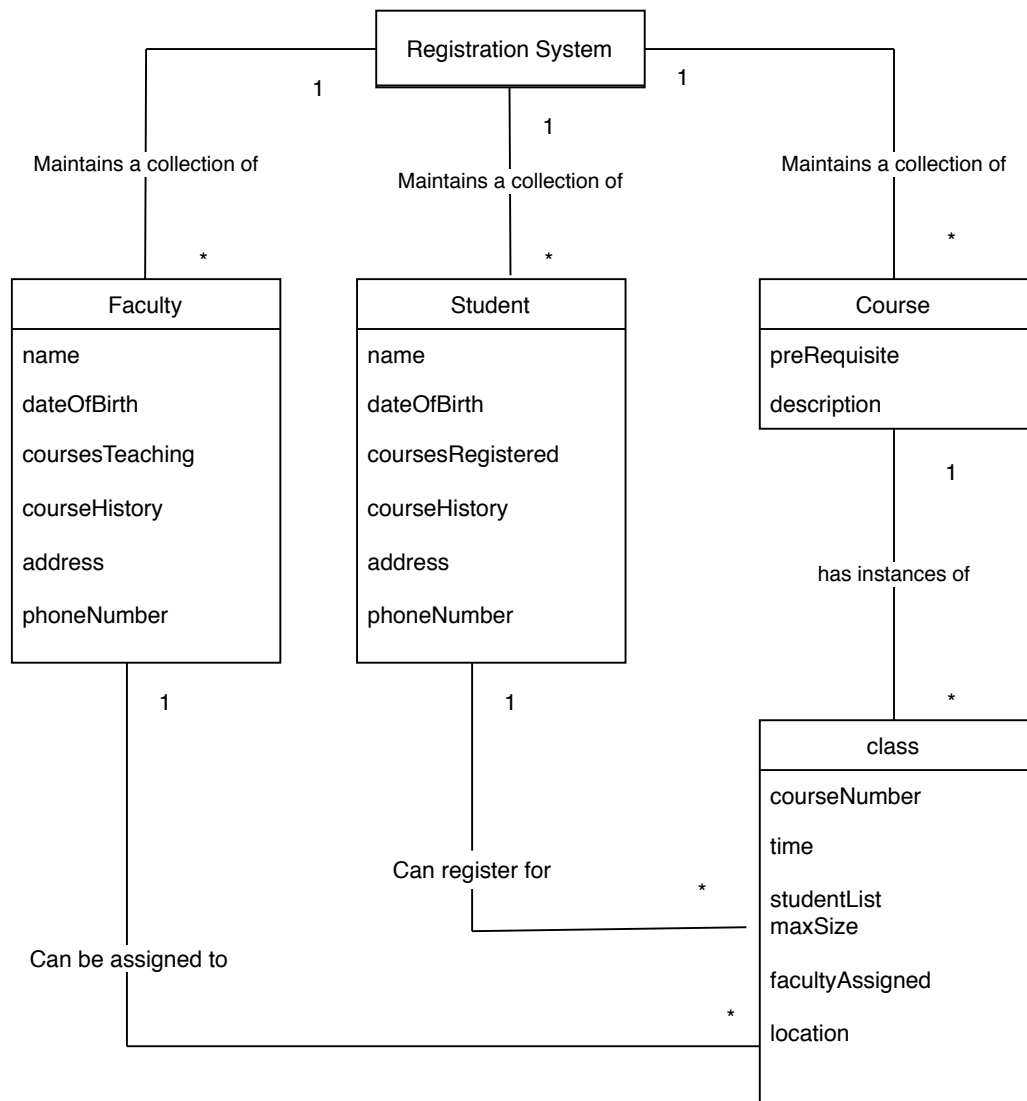 Registration System
1
1
1
Maintains a collection of
Maintains a collection of
Maintains a collection of
*
*
*
Faculty
name
dateOfBirth
coursesTeaching
courseHistory
address
phoneNumber
Student
name
dateOfBirth
coursesRegistered
courseHistory
address
phoneNumber
Course
preRequisite
description
1
has instances of
*
1
1
class
courseNumber
time
studentList
maxSize
facultyAssigned
location
Can register for
*
Can be assigned to
*